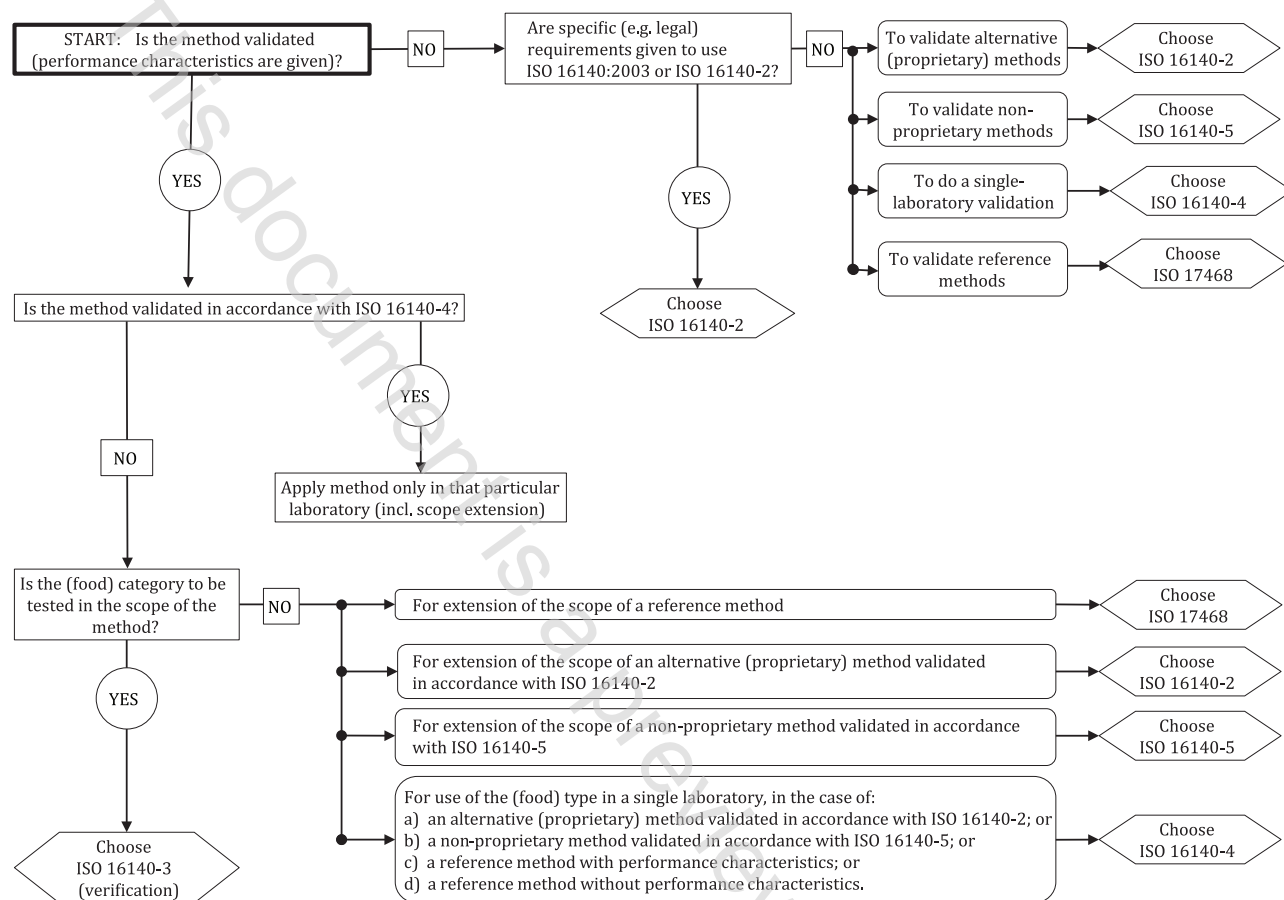 START: Is the method validated
(performance characteristics are given)?
NO
Are specific (e.g. legal)
requirements given to use
ISO 16140:2003 or ISO 16140-2?
NO
To validate alternative
(proprietary) methods
Choose
ISO 16140-2
To validate non-
proprietary methods
Choose
ISO 16140-5
To do a single-
laboratory validation
Choose
ISO 16140-4
To validate reference
methods
Choose
ISO 17468
YES
YES
Choose
ISO 16140-2
Is the method validated in accordance with ISO 16140-4?
YES
Apply method only in that particular
laboratory (incl. scope extension)
NO
Is the (food) category to be
tested in the scope of the
method?
NO
For extension of the scope of a reference method
Choose
ISO 17468
For extension of the scope of an alternative (proprietary) method validated
in accordance with ISO 16140-2
Choose
ISO 16140-2
For extension of the scope of a non-proprietary method validated in accordance
with ISO 16140-5
Choose
ISO 16140-5
For use of the (food) type in a single laboratory, in the case of:
a) an alternative (proprietary) method validated in accordance with ISO 16140-2; or
b) a non-proprietary method validated in accordance with ISO 16140-5; or
c) a reference method with performance characteristics; or
d) a reference method without performance characteristics.
Choose
ISO 16140-4
YES
Choose
ISO 16140-3
(verification)
This document is a preview